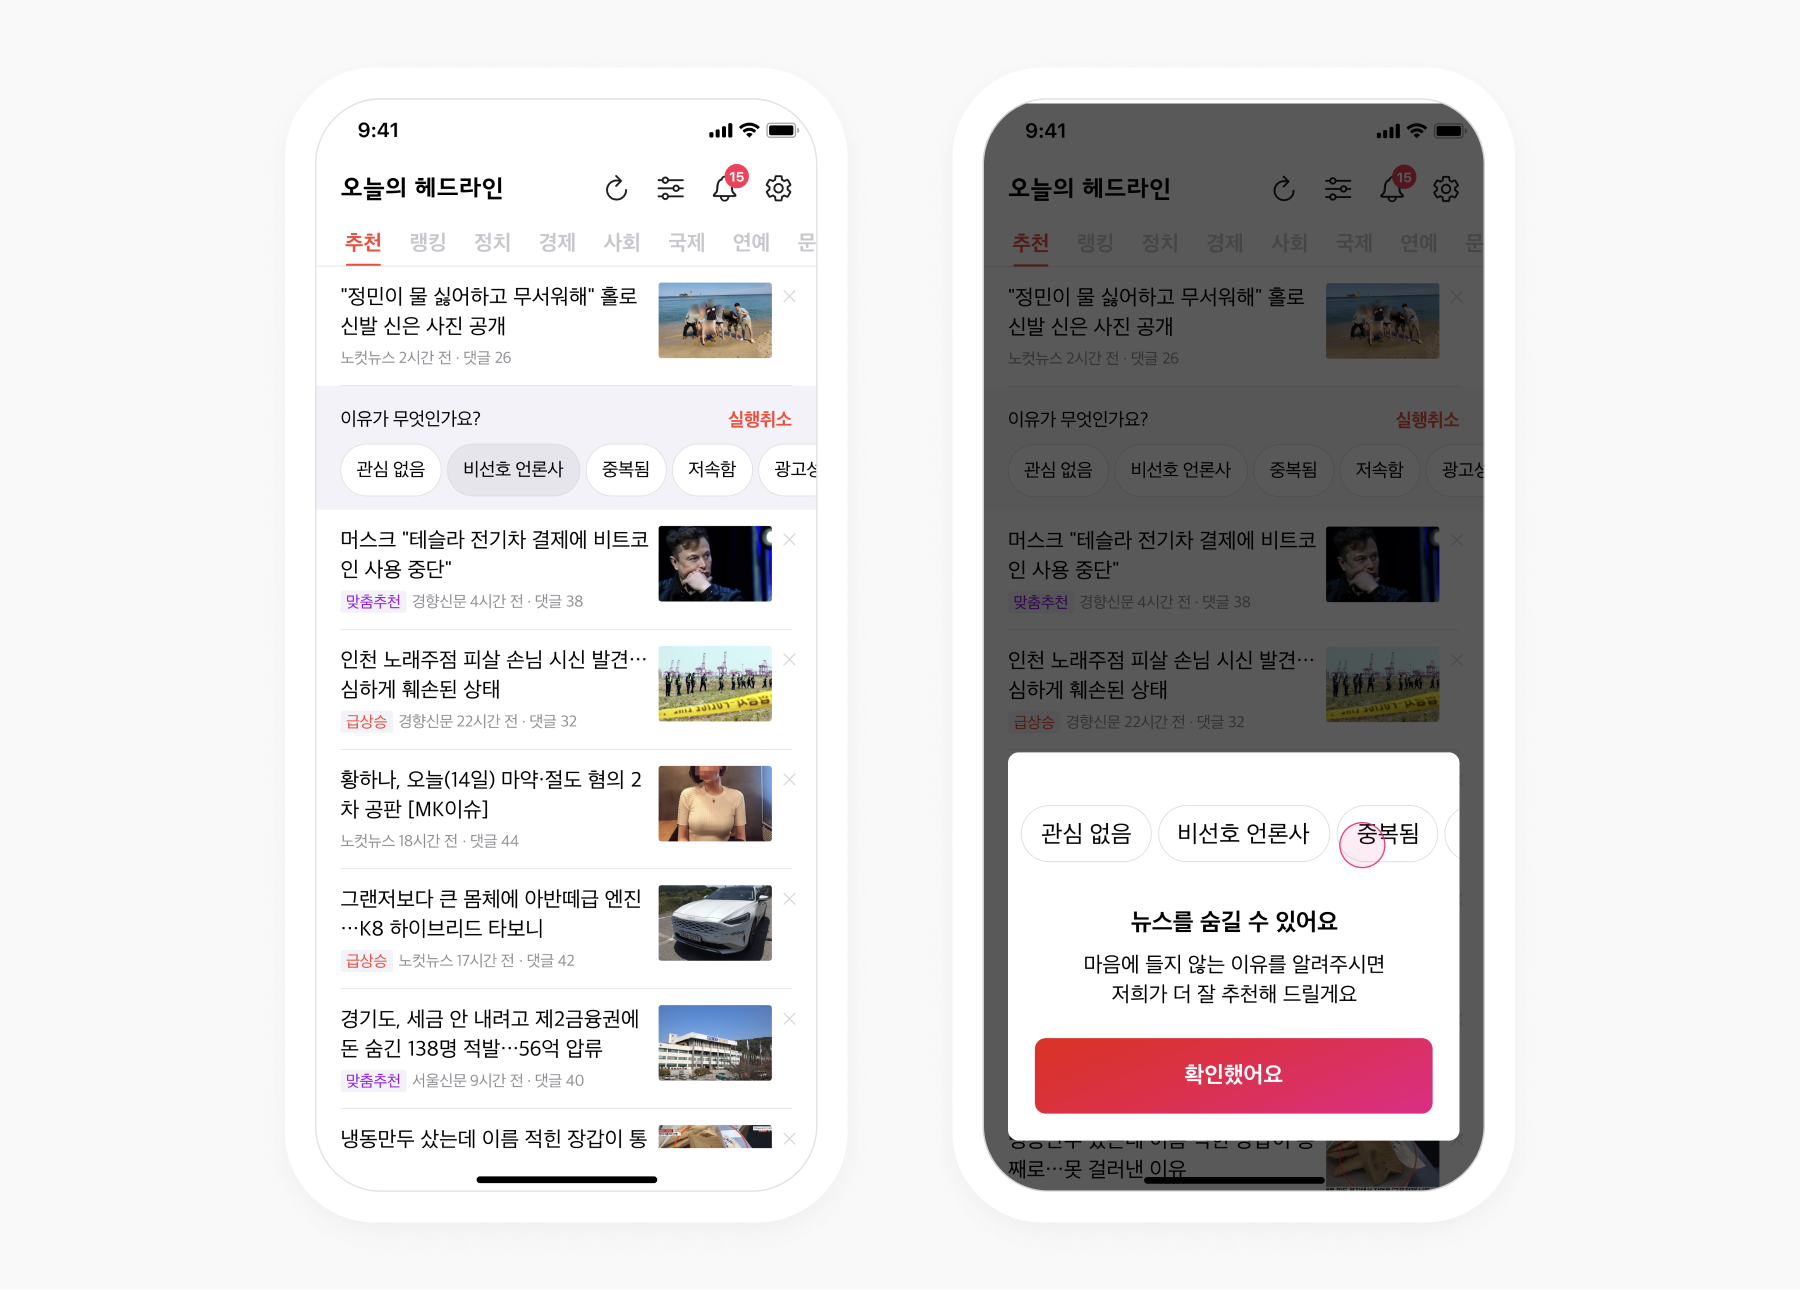 9:41
오늘의 헤드라인
15
추천 랭킹 정치 경제 사회 국제 연예 문
"정민이 물 싫어하고 무서워해" 홀로
신발 신은 사진 공개
노컷뉴스 2시간 전 · 댓글 26
이유가 무엇인가요?
실행취소
관심 없음 비선호 언론사 중복됨 저속함 광고성
머스크 "테슬라 전기차 결제에 비트코
인 사용 중단"
맞춤추천 경향신문 4시간 전 · 댓글 38
인천 노래주점 피살 손님 시신 발견…
심하게 훼손된 상태
급상승 경향신문 22시간 전 · 댓글 32
황하나, 오늘(14일) 마약·절도 혐의 2
차 공판 [MK이슈]
노컷뉴스 18시간 전 · 댓글 44
그랜저보다 큰 몸체에 아반떼급 엔진
…K8 하이브리드 타보니
급상승 노컷뉴스 17시간 전 · 댓글 42
경기도, 세금 안 내려고 제2금융권에
돈 숨긴 138명 적발…56억 압류
맞춤추천 서울신문 9시간 전 · 댓글 40
냉동만두 샀는데 이름 적힌 장갑이 통
9:41
오늘의 헤드라인
15
추천 랭킹 정치 경제 사회 국제 연예 문
"정민이 물 싫어하고 무서워해" 홀로
신발 신은 사진 공개
노컷뉴스 2시간 전 · 댓글 26
이유가 무엇인가요?
실행취소
관심 없음 비선호 언론사 중복됨 저속함 광고성
머스크 "테슬라 전기차 결제에 비트코
인 사용 중단"
맞춤추천 경향신문 4시간 전 · 댓글 38
인천 노래주점 피살 손님 시신 발견…
심하게 훼손된 상태
급상승 경향신문 22시간 전 · 댓글 32
관심 없음 비선호 언론사 중복됨
뉴스를 숨길 수 있어요
마음에 들지 않는 이유를 알려주시면
저희가 더 잘 추천해 드릴게요
확인했어요
냉동만두 샀는데 이름 적힌 장갑이 통
째로…못 걸러낸 이유